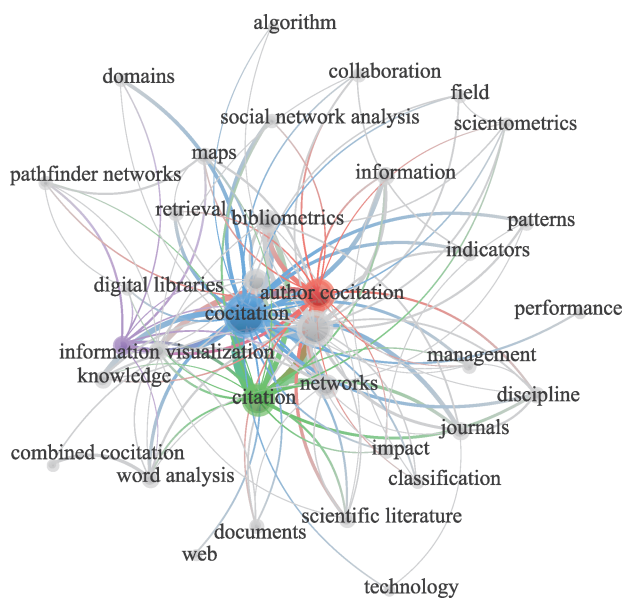 algorithm
domains
collaboration
field
social network analysis
scientometrics
maps
pathfinder networks
information
retrieval
bibliometrics
patterns
indicators
digital libraries
author cocitation
cocitation
performance
information visualization
management
knowledge
networks
citation
discipline
journals
impact
combined cocitation
word analysis
classification
scientific literature
documents
web
technology